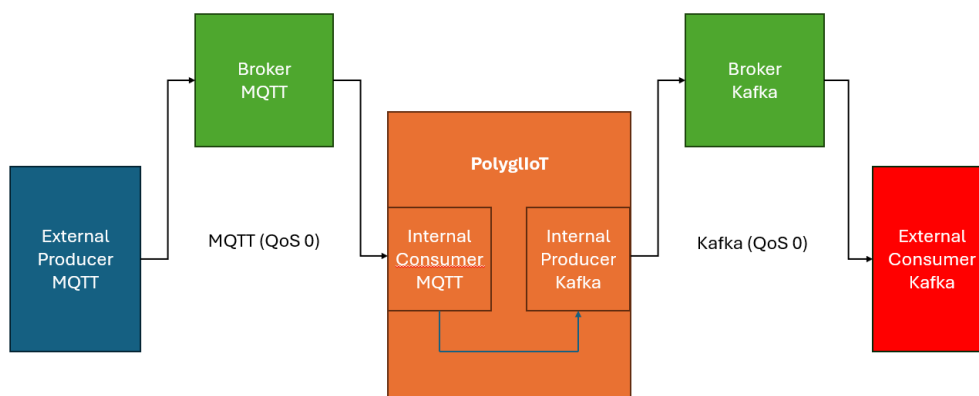 Broker
MQTT
Broker
Kafka
PolyglIoT
External
Producer
MQTT
MQTT (QoS 0)
Internal
Consumer
MQTT
Internal
Producer
Kafka
Kafka (QoS 0)
External
Consumer
Kafka